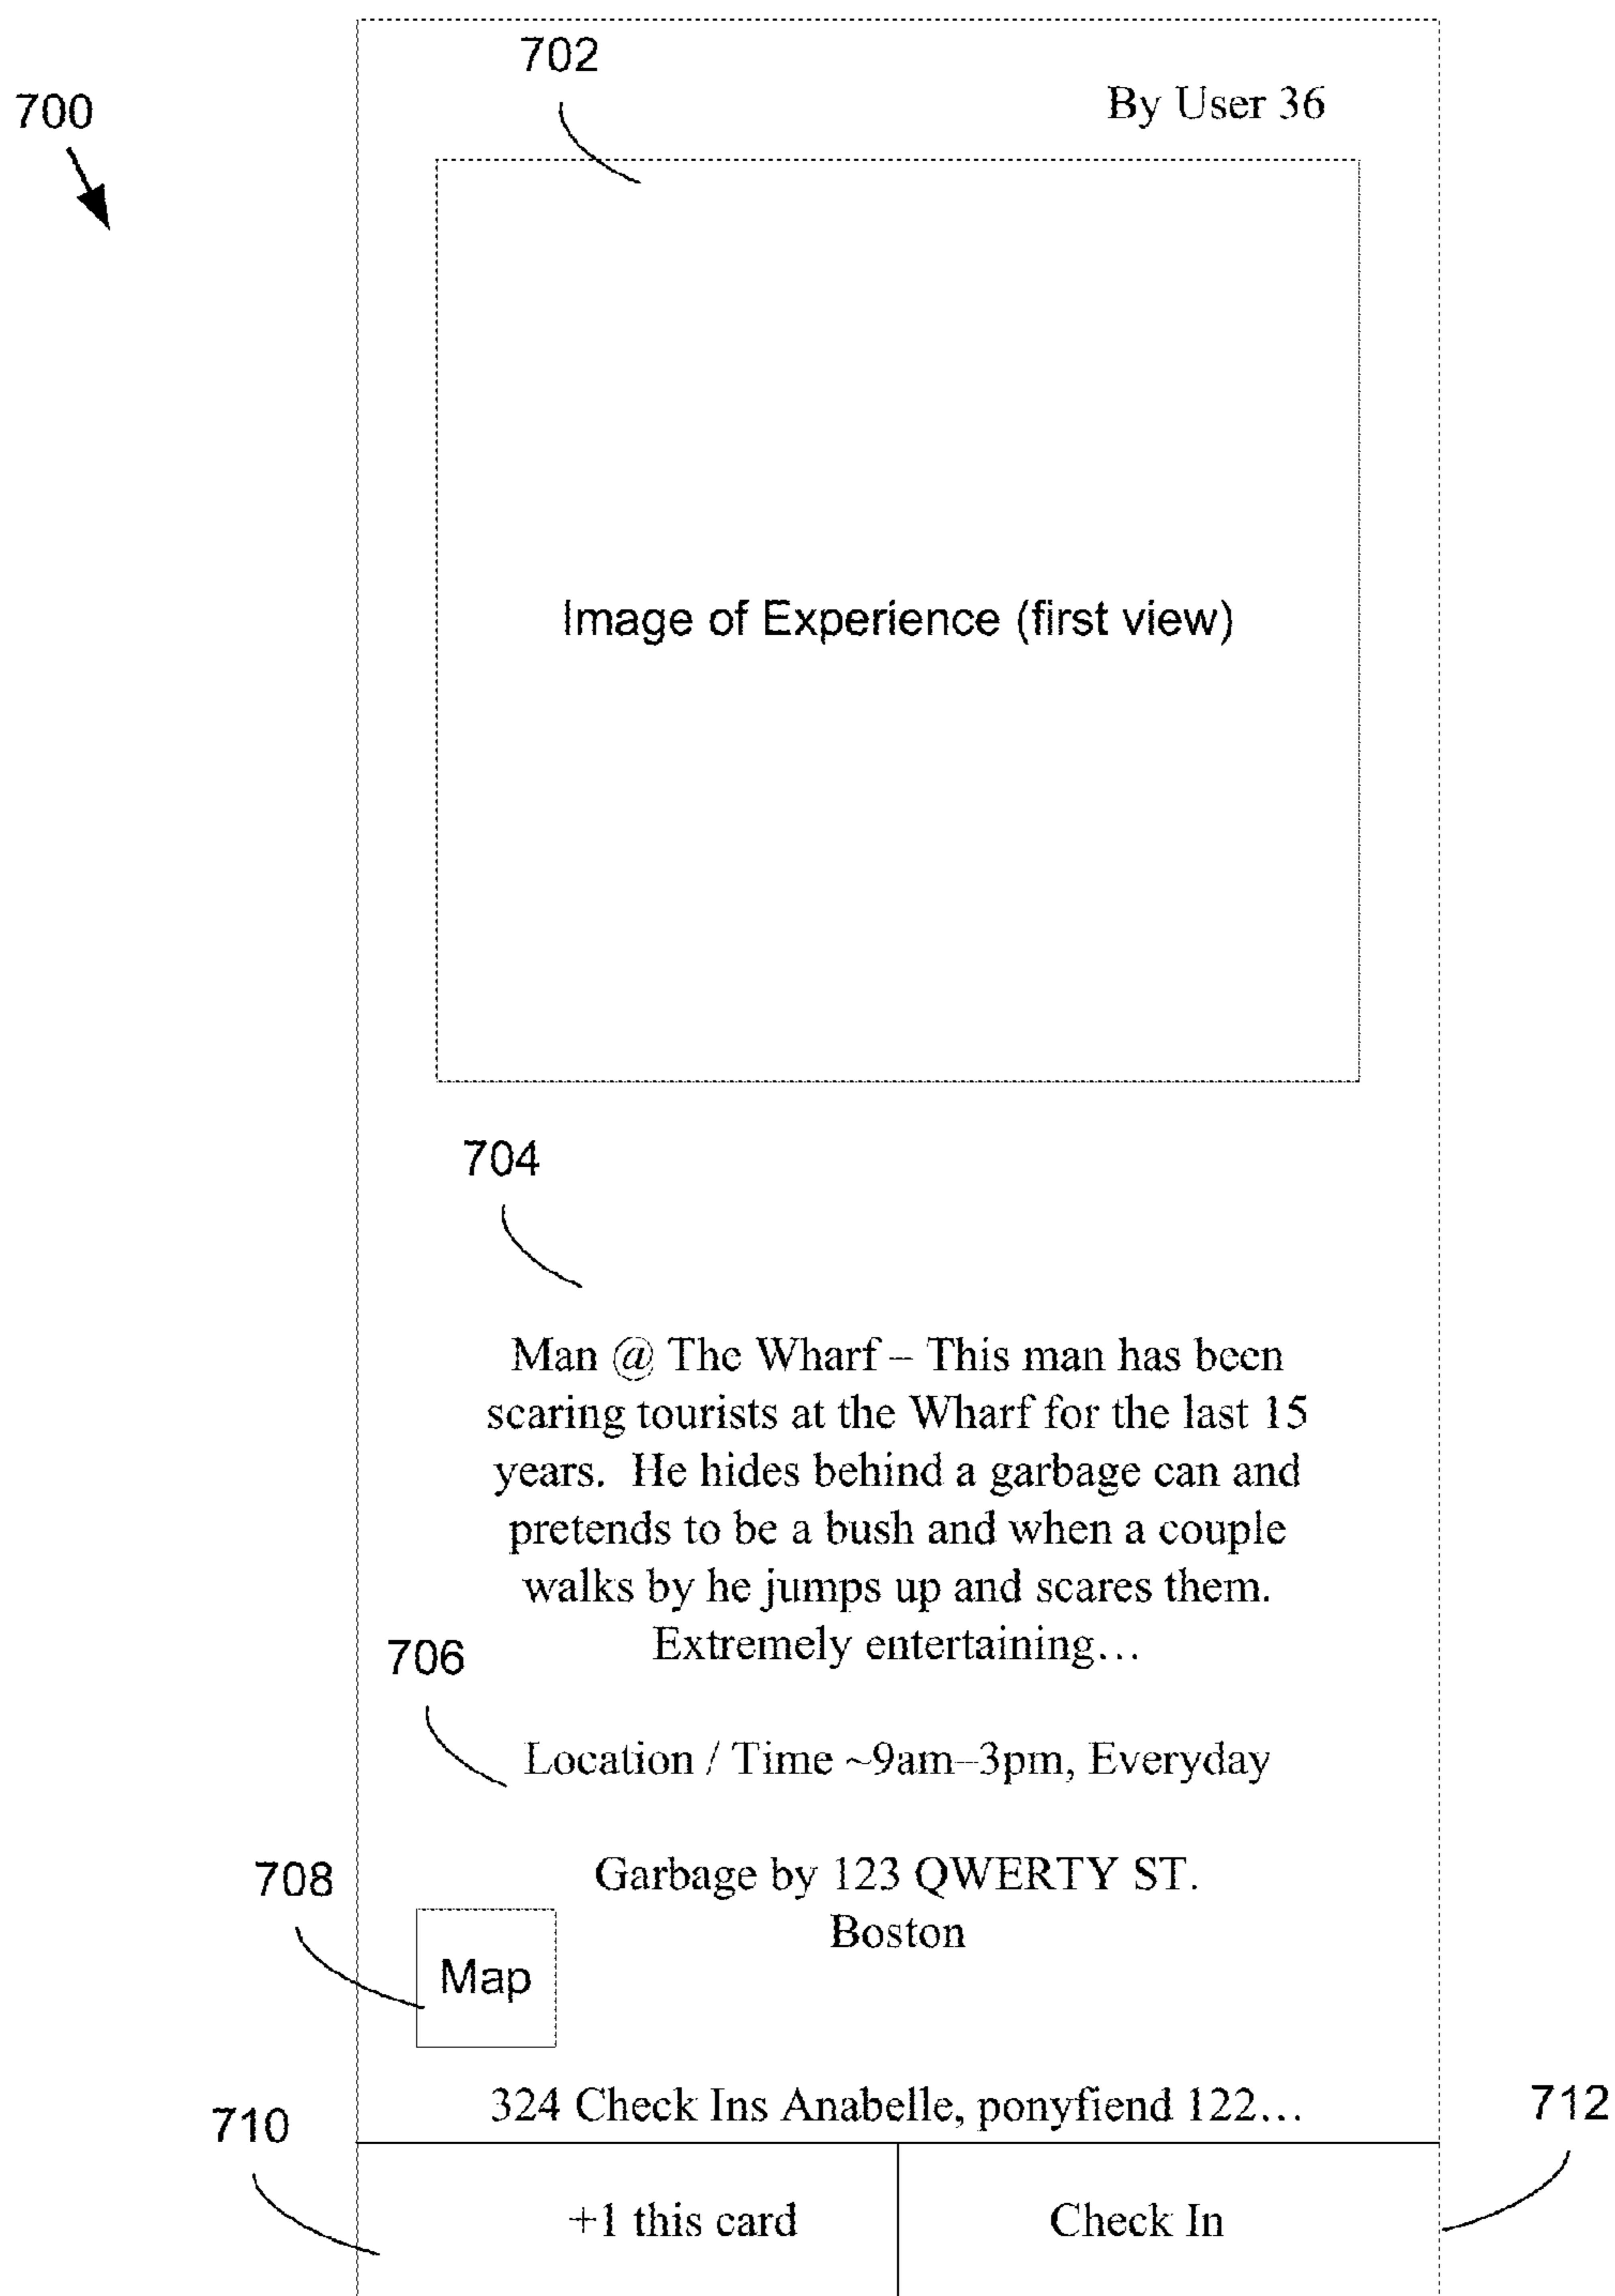 702
By User 36
700
Image of Experience (first view)
704
Man @ The Wharf – This man has been
scaring tourists at the Wharf for the last 15
years. He hides behind a garbage can and
pretends to be a bush and when a couple
walks by he jumps up and scares them.
Extremely entertaining...
706
Location / Time ~9am–3pm, Everyday
708
Garbage by 123 QWERTY ST.
Boston
Map
324 Check Ins Anabelle, ponyfiend 122...
710
712
+1 this card
Check In